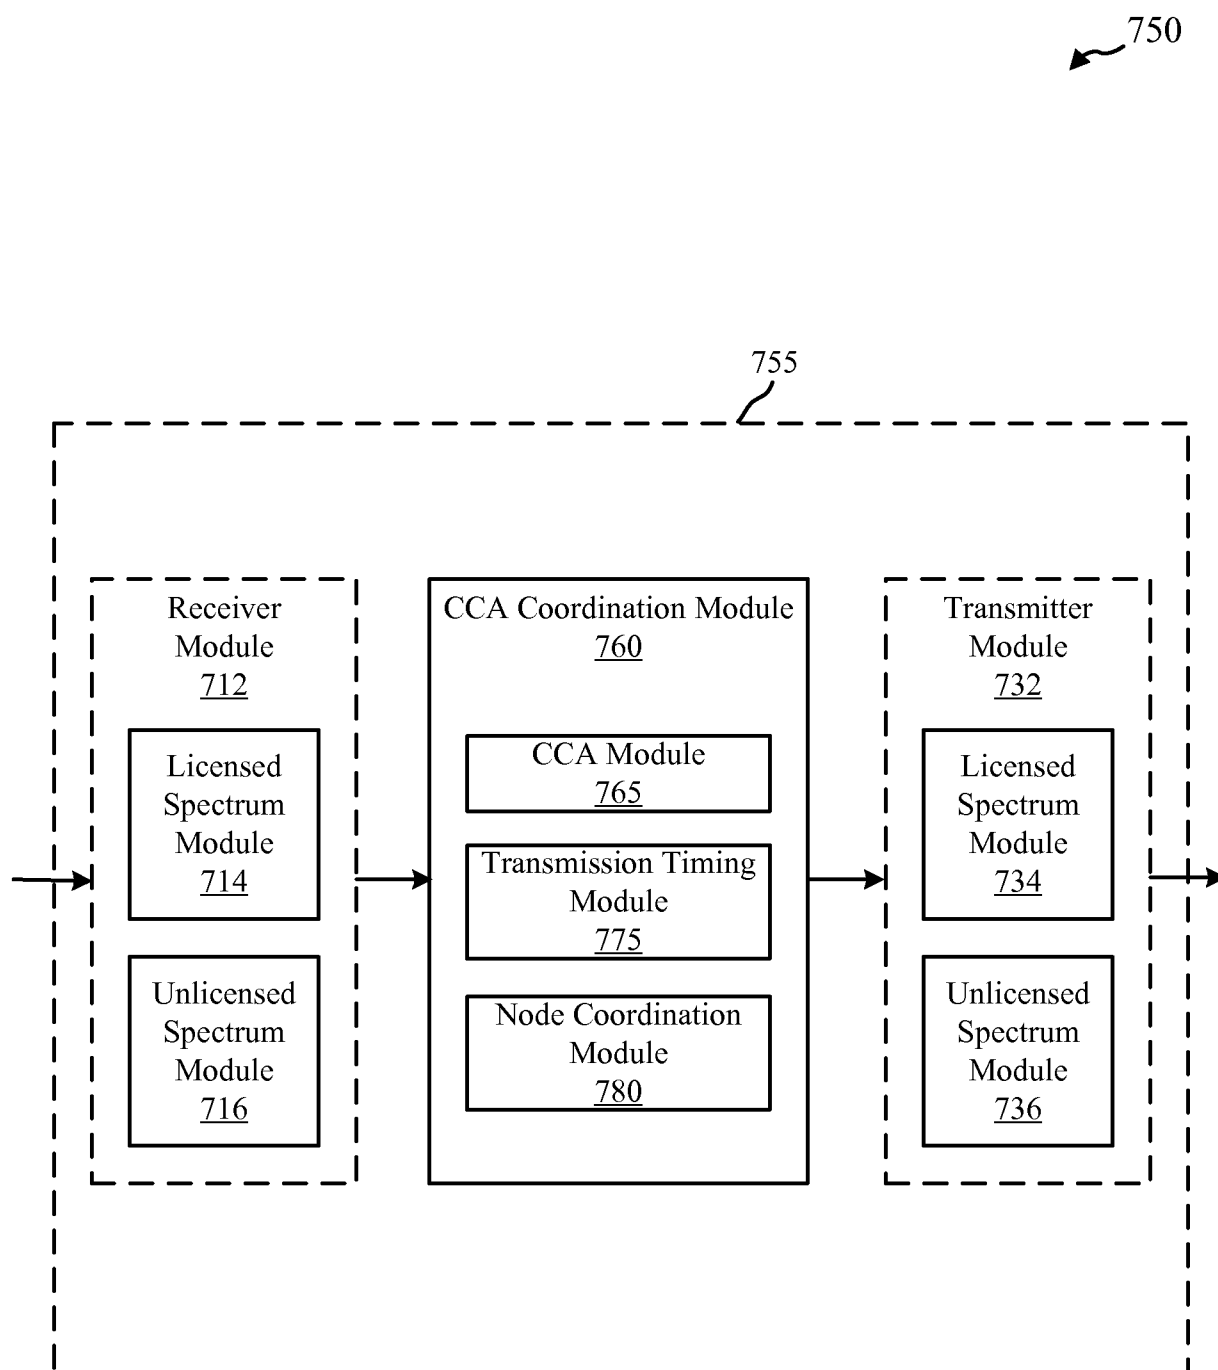 750
755
Receiver
Module
712
Licensed
Spectrum
Module
714
Unlicensed
Spectrum
Module
716
CCA Coordination Module
760
CCA Module
765
Transmission Timing
Module
775
Node Coordination
Module
780
Transmitter
Module
732
Licensed
Spectrum
Module
734
Unlicensed
Spectrum
Module
736